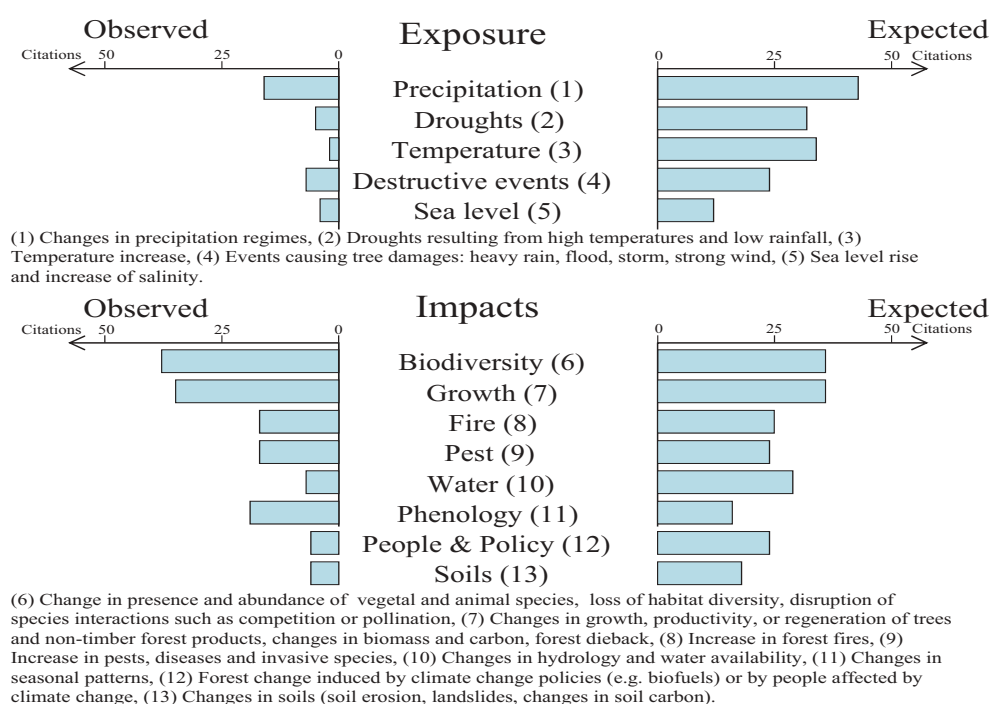 Observed Exposure Expected
Citations 50 25 0 0 25 50 Citations
Precipitation (1)
Droughts (2)
Temperature (3)
Destructive events (4)
Sea level (5)
(1) Changes in precipitation regimes, (2) Droughts resulting from high temperatures and low rainfall, (3)
Temperature increase, (4) Events causing tree damages: heavy rain, flood, storm, strong wind, (5) Sea level rise
and increase of salinity.
Observed Impacts Expected
Citations 50 25 0 0 25 50 Citations
Biodiversity (6)
Growth (7)
Fire (8)
Pest (9)
Water (10)
Phenology (11)
People & Policy (12)
Soils (13)
(6) Change in presence and abundance of vegetal and animal species, loss of habitat diversity, disruption of
species interactions such as competition or pollination, (7) Changes in growth, productivity, or regeneration of trees
and non-timber forest products, changes in biomass and carbon, forest dieback, (8) Increase in forest fires, (9)
Increase in pests, diseases and invasive species, (10) Changes in hydrology and water availability, (11) Changes in
seasonal patterns, (12) Forest change induced by climate change policies (e.g. biofuels) or by people affected by
climate change, (13) Changes in soils (soil erosion, landslides, changes in soil carbon).